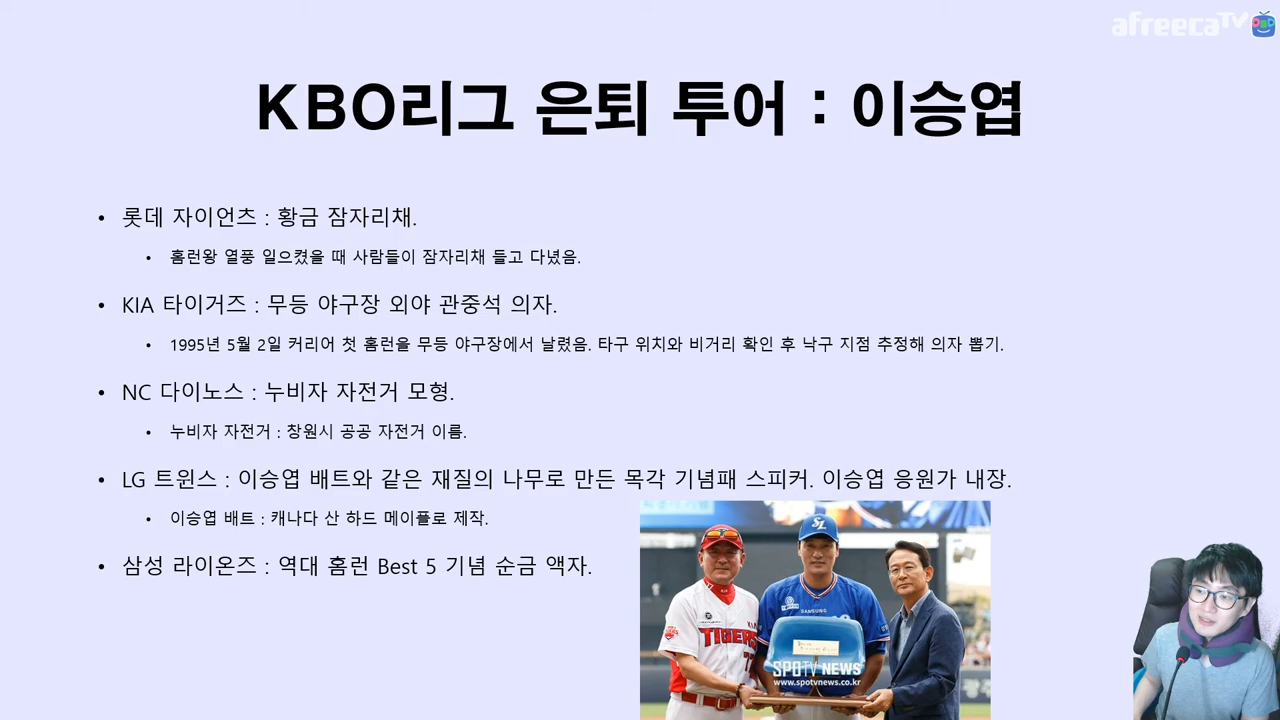 afreecaTV
KBO리그 은퇴 투어 : 이승엽
• 롯데 자이언츠 : 황금 잠자리채.
• 홈런왕 열풍 일으켰을 때 사람들이 잠자리채 들고 다녔음.
• KIA 타이거즈 : 무등 야구장 외야 관중석 의자.
• 1995년 5월 2일 커리어 첫 홈런을 무등 야구장에서 날렸음. 타구 위치와 비거리 확인 후 낙구 지점 추정해 의자 뽑기.
• NC 다이노스 : 누비자 자전거 모형.
• 누비자 자전거 : 창원시 공공 자전거 이름.
• LG 트윈스 : 이승엽 배트와 같은 재질의 나무로 만든 목각 기념패 스피커. 이승엽 응원가 내장.
• 이승엽 배트 : 캐나다 산 하드 메이플로 제작.
• 삼성 라이온즈 : 역대 홈런 Best 5 기념 순금 액자.
SL
SAMSUNG
TIGERS
SPOTV NEWS
www.spotvnews.co.kr